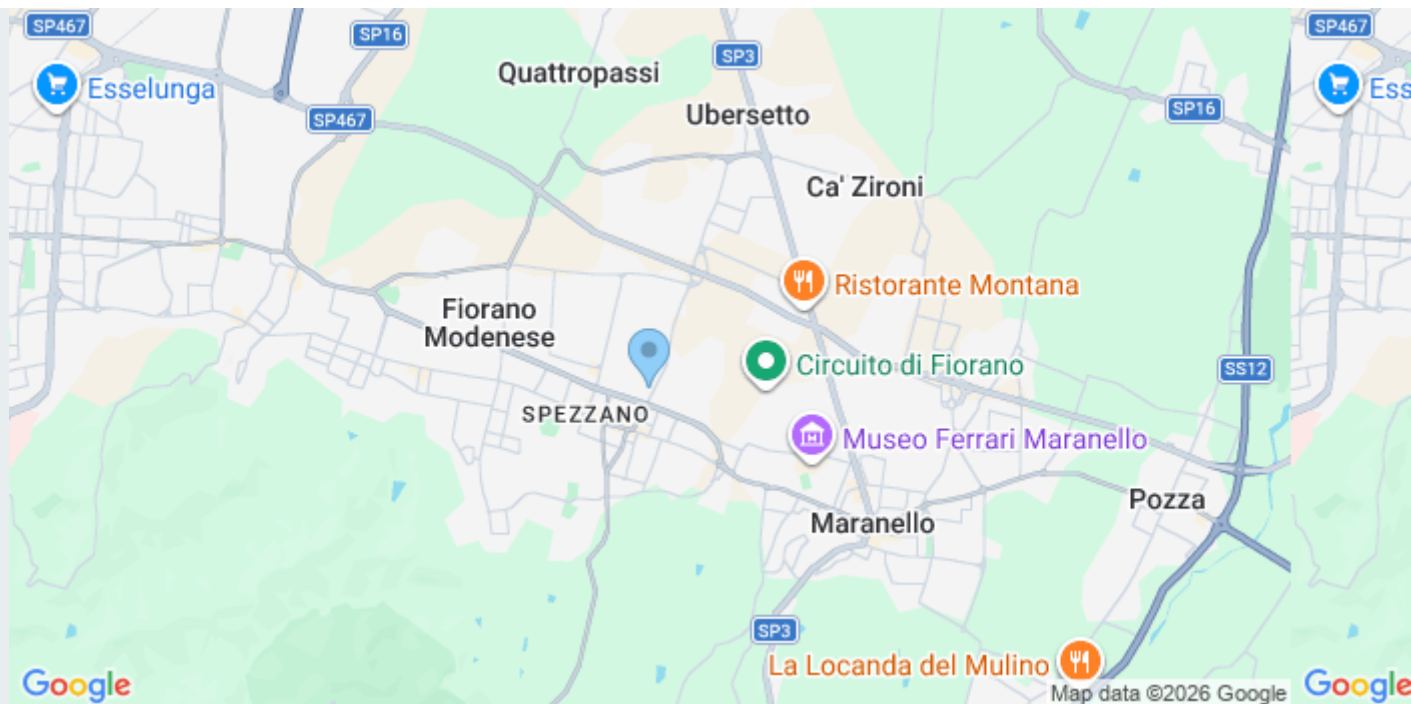 SP467
SP16
SP3
SP467
Quattropassi
Esselunga
Ess
SP467
Ubersetto
SP16
Ca' Zironi
Ristorante Montana
Fiorano
Modenese
Circuito di Fiorano
SS12
SPEZZANO
Museo Ferrari Maranello
Pozza
Maranello
SP3
La Locanda del Mulino
Google
Map data ©2026 Google
Google